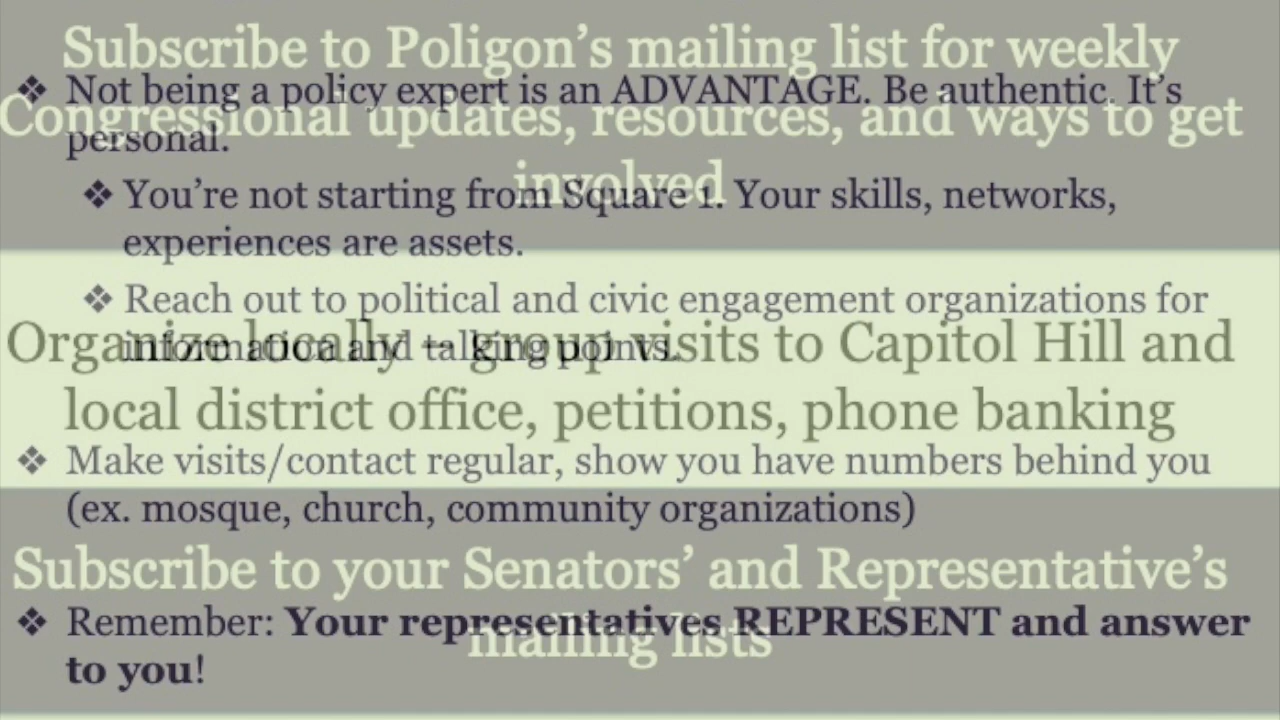 Subscribe to Poligon’s mailing list for weekly
❖ Not being a policy expert is an ADVANTAGE. Be authentic. It’s
Congressional updates, resources, and ways to get
personal.
involved
❖ You’re not starting from Square 1. Your skills, networks,
experiences are assets.
❖ Reach out to political and civic engagement organizations for
Organize locally – group visits to Capitol Hill and
information and talking points.
local district office, petitions, phone banking
❖ Make visits/contact regular, show you have numbers behind you
(ex. mosque, church, community organizations)
Subscribe to your Senators’ and Representative’s
❖ Remember: Your representatives REPRESENT and answer
mailing lists
to you!